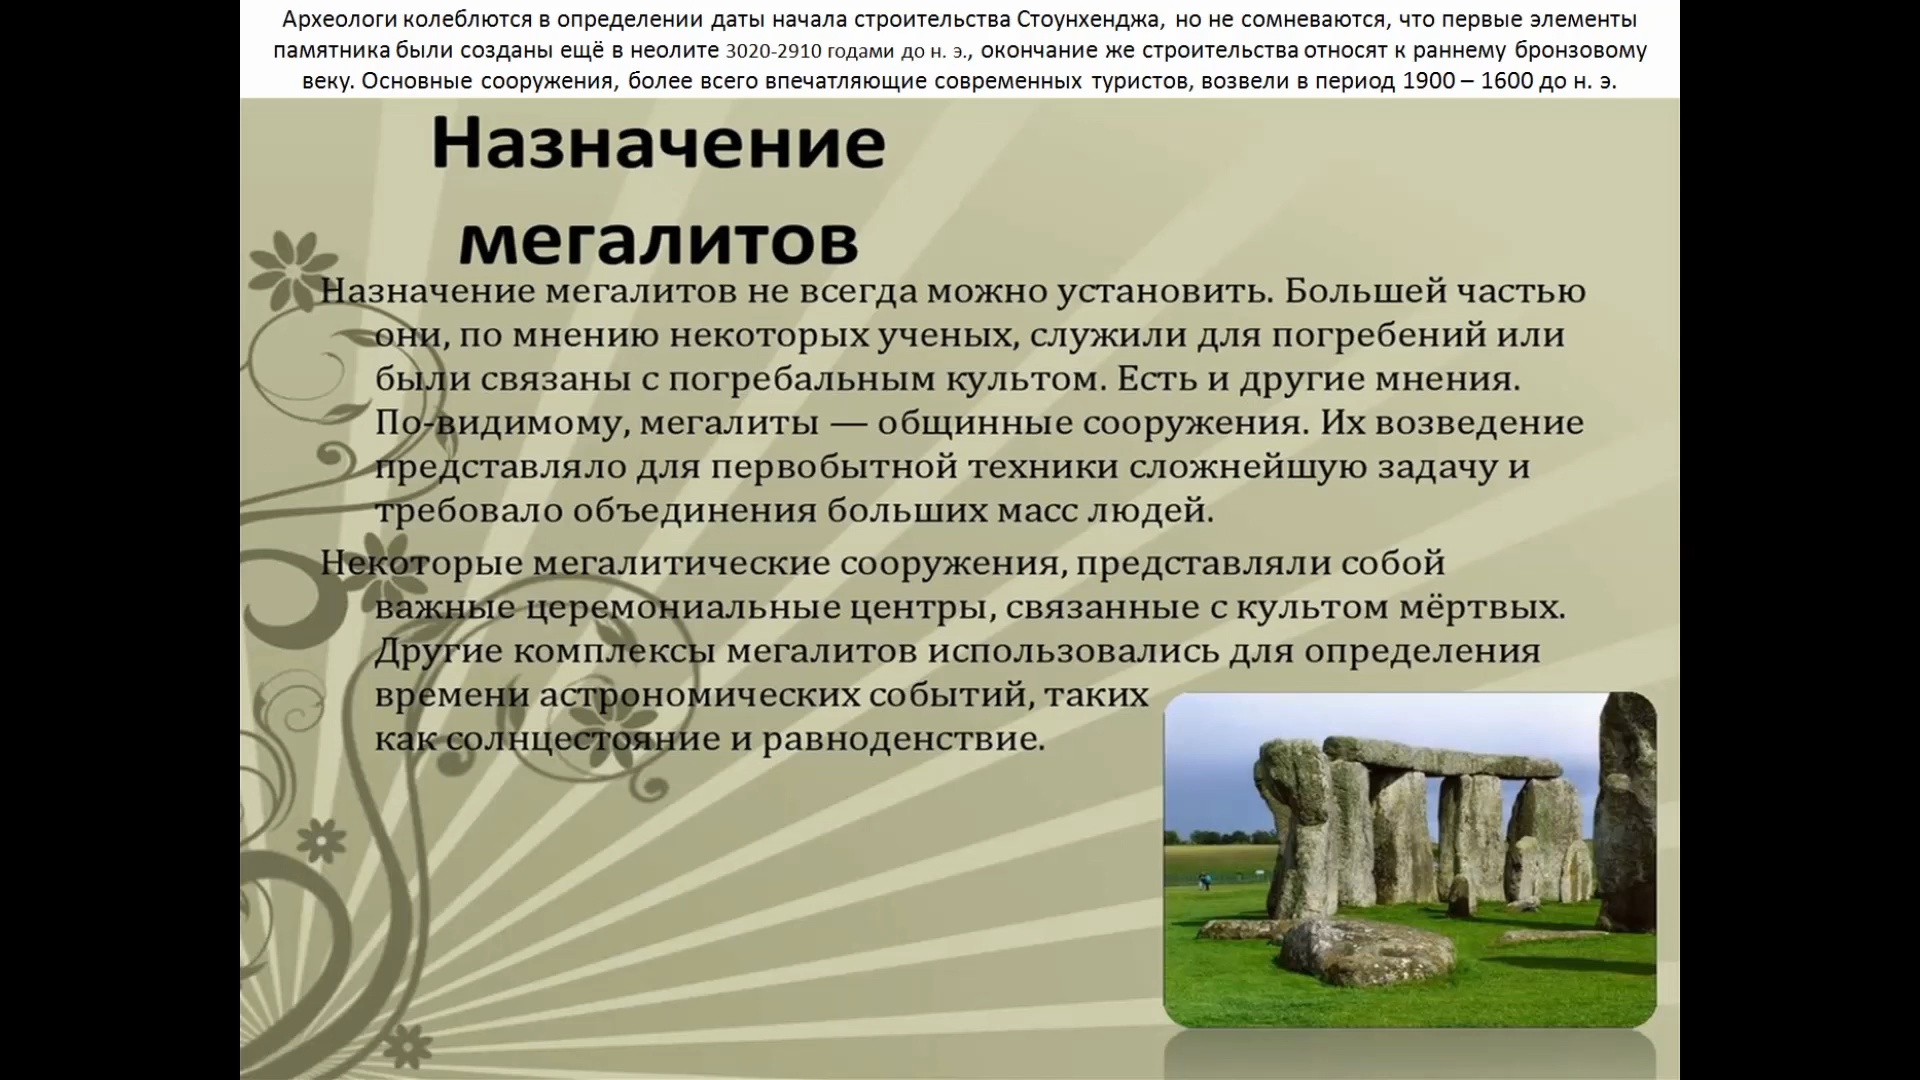 Археологи колеблются в определении даты начала строительства Стоунхенджа, но не сомневаются, что первые элементы
памятника были созданы ещё в неолите 3020-2910 годами до н. э., окончание же строительства относят к раннему бронзовому
веку. Основные сооружения, более всего впечатляющие современных туристов, возвели в период 1900 – 1600 до н. э.
Назначение
мегалитов
Назначение мегалитов не всегда можно установить. Большей частью
они, по мнению некоторых ученых, служили для погребений или
были связаны с погребальным культом. Есть и другие мнения.
По-видимому, мегалиты — общинные сооружения. Их возведение
представляло для первобытной техники сложнейшую задачу и
требовало объединения больших масс людей.
Некоторые мегалитические сооружения, представляли собой
важные церемониальные центры, связанные с культом мёртвых.
Другие комплексы мегалитов использовались для определения
времени астрономических событий, таких
как солнцестояние и равноденствие.